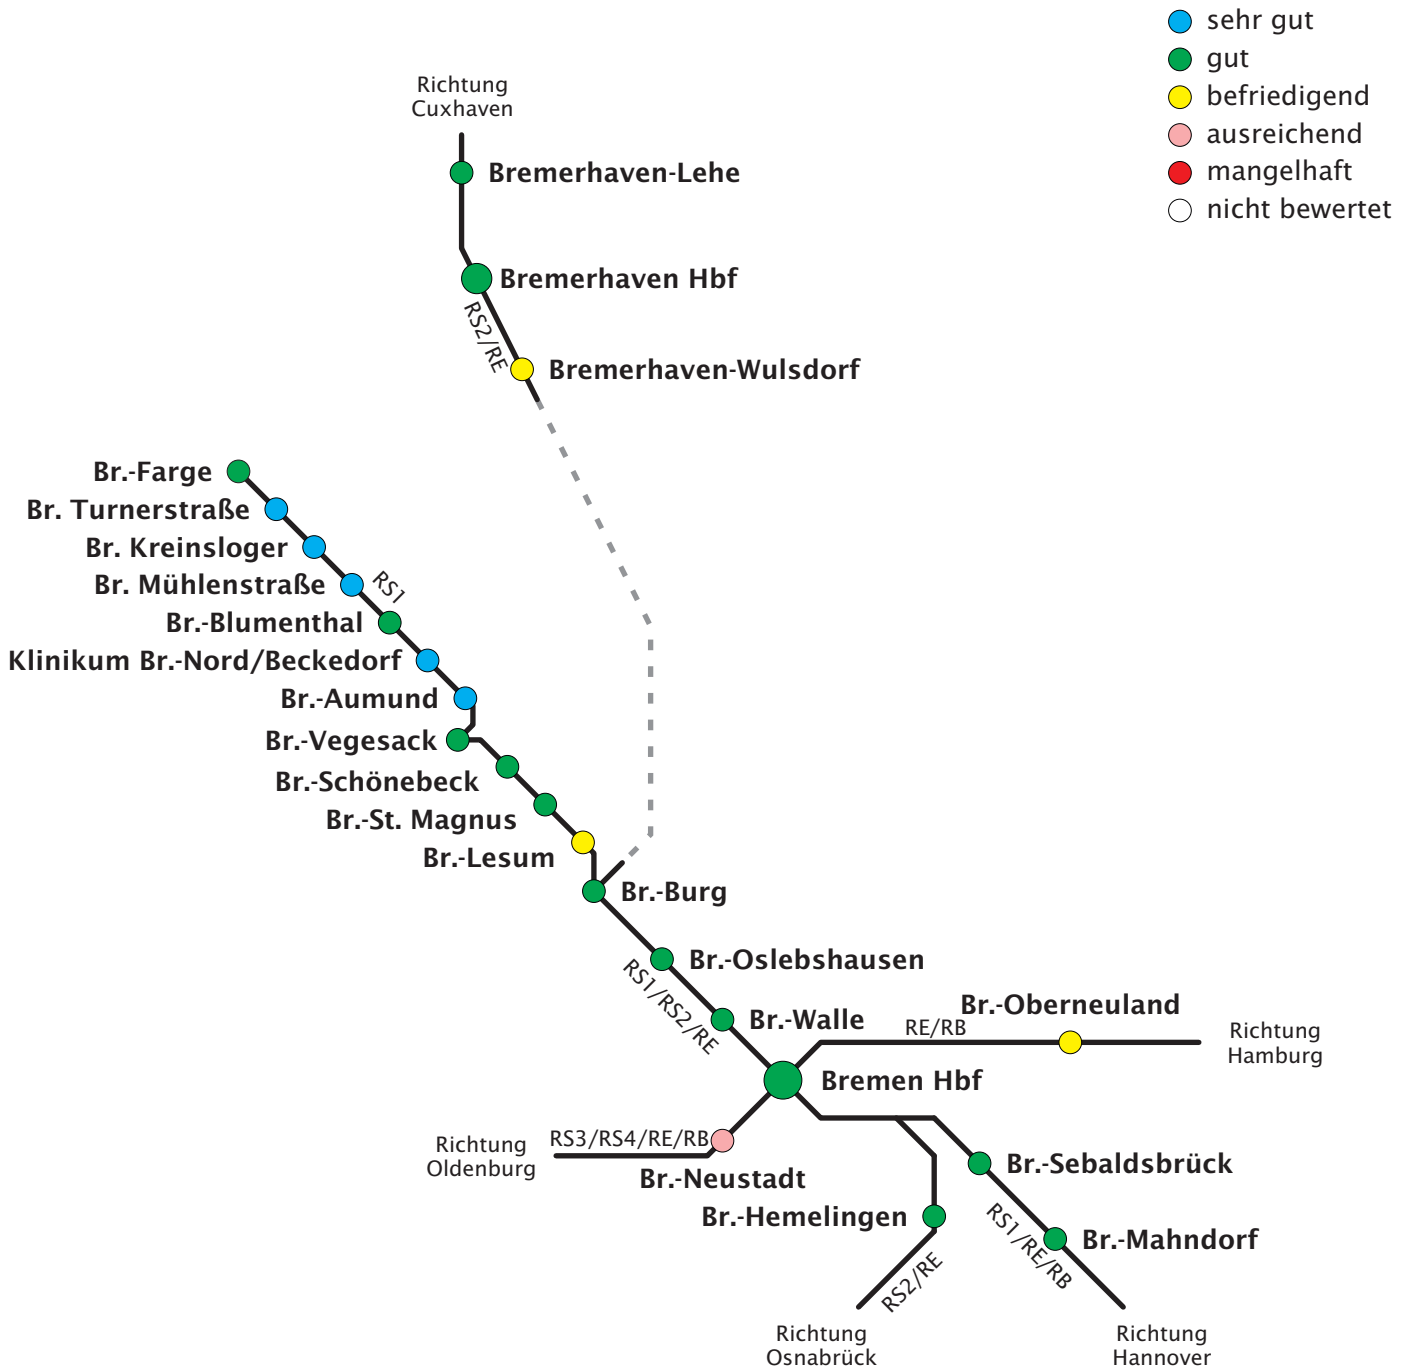 sehr gut
gut
befriedigend
ausreichend
mangelhaft
nicht bewertet
Richtung
Cuxhaven
Bremerhaven-Lehe
Bremerhaven Hbf
RS2/RE
Bremerhaven-Wulsdorf
Br.-Farge
Br. Turnerstraße
Br. Kreinsloger
Br. Mühlenstraße
RS1
Br.-Blumenthal
Klinikum Br.-Nord/Beckedorf
Br.-Aumund
Br.-Vegesack
Br.-Schönebeck
Br.-St. Magnus
Br.-Lesum
Br.-Burg
Br.-Oslebshausen
RS1/RS2/RE
Br.-Walle
Br.-Oberneuland
RE/RB
Richtung
Hamburg
Bremen Hbf
RS3/RS4/RE/RB
Richtung
Oldenburg
Br.-Neustadt
Br.-Sebaldsbrück
Br.-Hemelingen
RS1/RE/RB
Br.-Mahndorf
RS2/RE
Richtung
Osnabrück
Richtung
Hannover